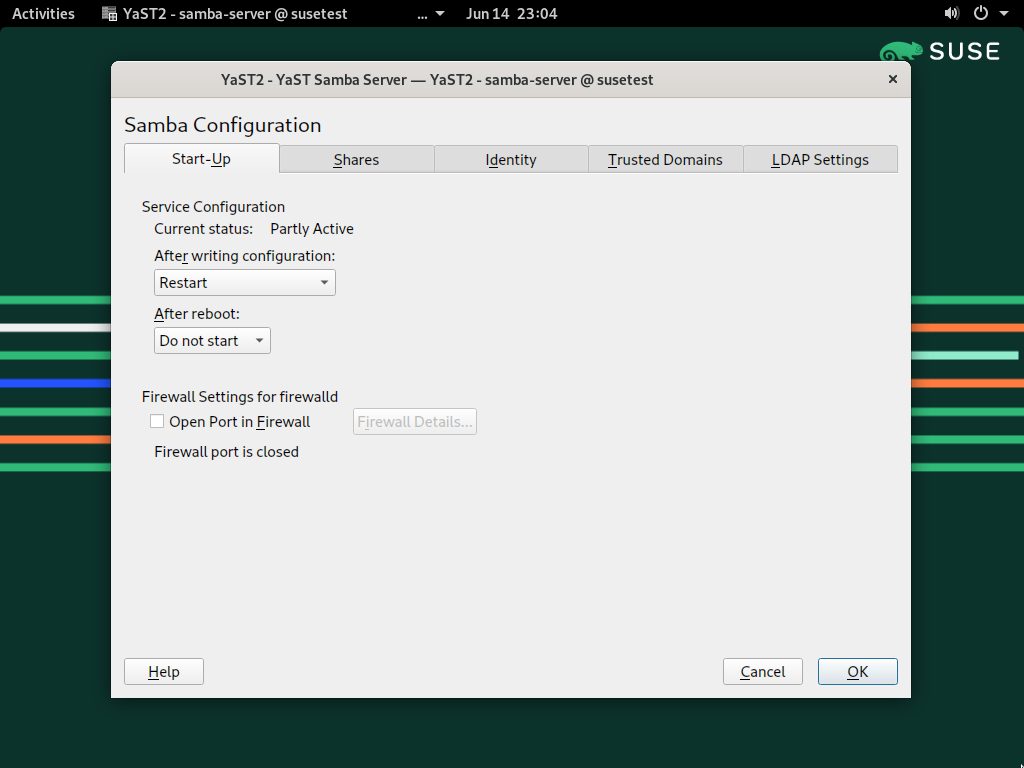 Activities YaST2 - samba-server @ susetest ... Jun 14 23:04
SUSE
YaST2 - YaST Samba Server — YaST2 - samba-server @ susetest
Samba Configuration
Start-Up Shares Identity Trusted Domains LDAP Settings
Service Configuration
Current status: Partly Active
After writing configuration:
Restart
After reboot:
Do not start
Firewall Settings for firewalld
Open Port in Firewall Firewall Details...
Firewall port is closed
Help Cancel OK